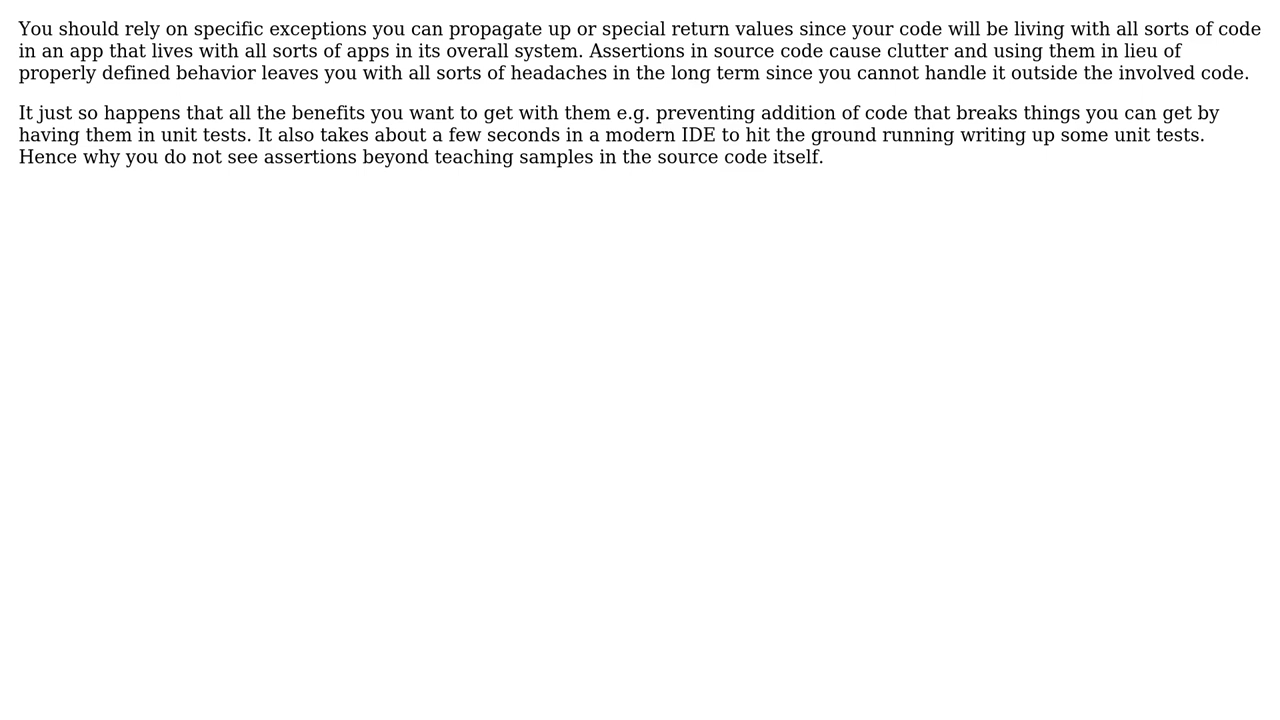 You should rely on specific exceptions you can propagate up or special return values since your code will be living with all sorts of code
in an app that lives with all sorts of apps in its overall system. Assertions in source code cause clutter and using them in lieu of
properly defined behavior leaves you with all sorts of headaches in the long term since you cannot handle it outside the involved code.
It just so happens that all the benefits you want to get with them e.g. preventing addition of code that breaks things you can get by
having them in unit tests. It also takes about a few seconds in a modern IDE to hit the ground running writing up some unit tests.
Hence why you do not see assertions beyond teaching samples in the source code itself.